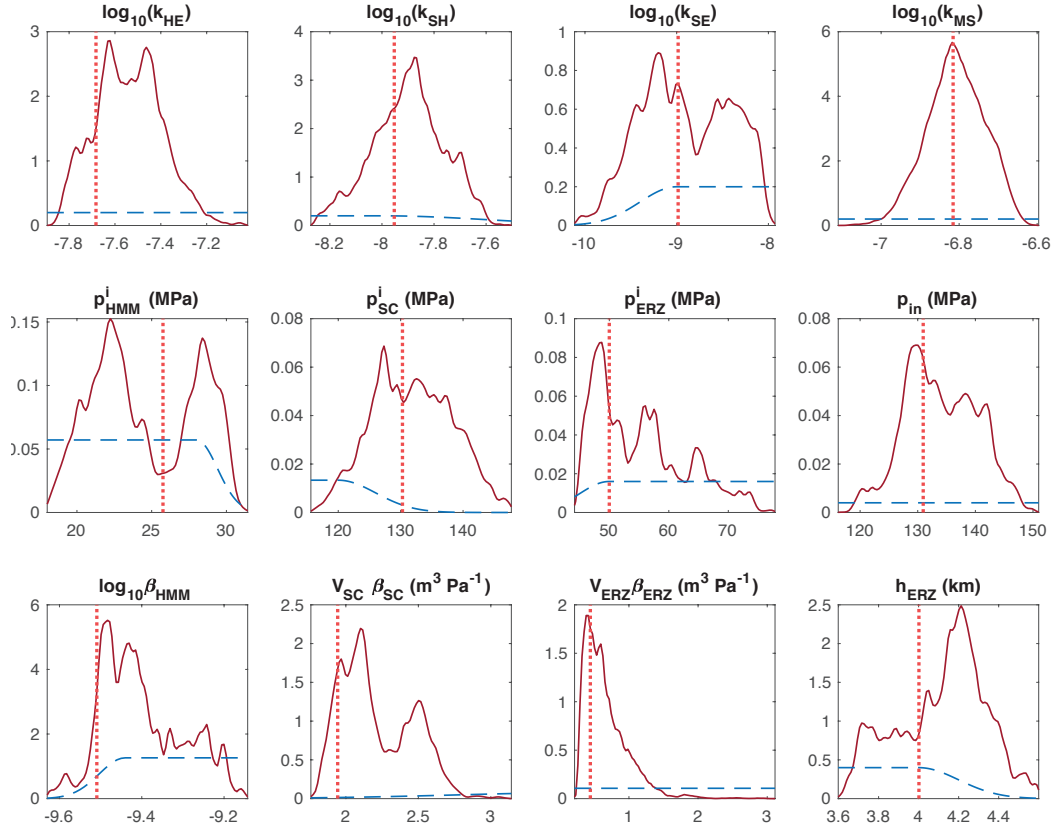 log10(kHE) log10(kSH) log10(kSE) log10(kMS)
3 4 1 6
2 3 0.8 4
1 2 0.6 2
0 1 0.4 0
0 0.2
0
-7.8 -7.6 -7.4 -7.2 -8.2 -8 -7.8 -7.6 -10 -9 -8 -7 -6.8 -6.6
p^i_HMM (MPa) p^i_SC (MPa) p^i_ERZ (MPa) p_in (MPa)
0.15 0.08 0.1 0.08
0.1 0.06 0.08 0.06
0.05 0.04 0.06 0.04
0 0.02 0.04 0.02
0 0.02 0
0
20 25 30 120 130 140 50 60 70 120 130 140 150
log10βHMM VSC βSC (m³ Pa⁻¹) VERZβERZ (m³ Pa⁻¹) hERZ (km)
6 2.5 2 2.5
4 2 1.5 2
2 1.5 1 1.5
0 1 0.5 1
0.5 0 0.5
0 0
-9.6 -9.4 -9.2 2 2.5 3 1 2 3 3.6 3.8 4 4.2 4.4